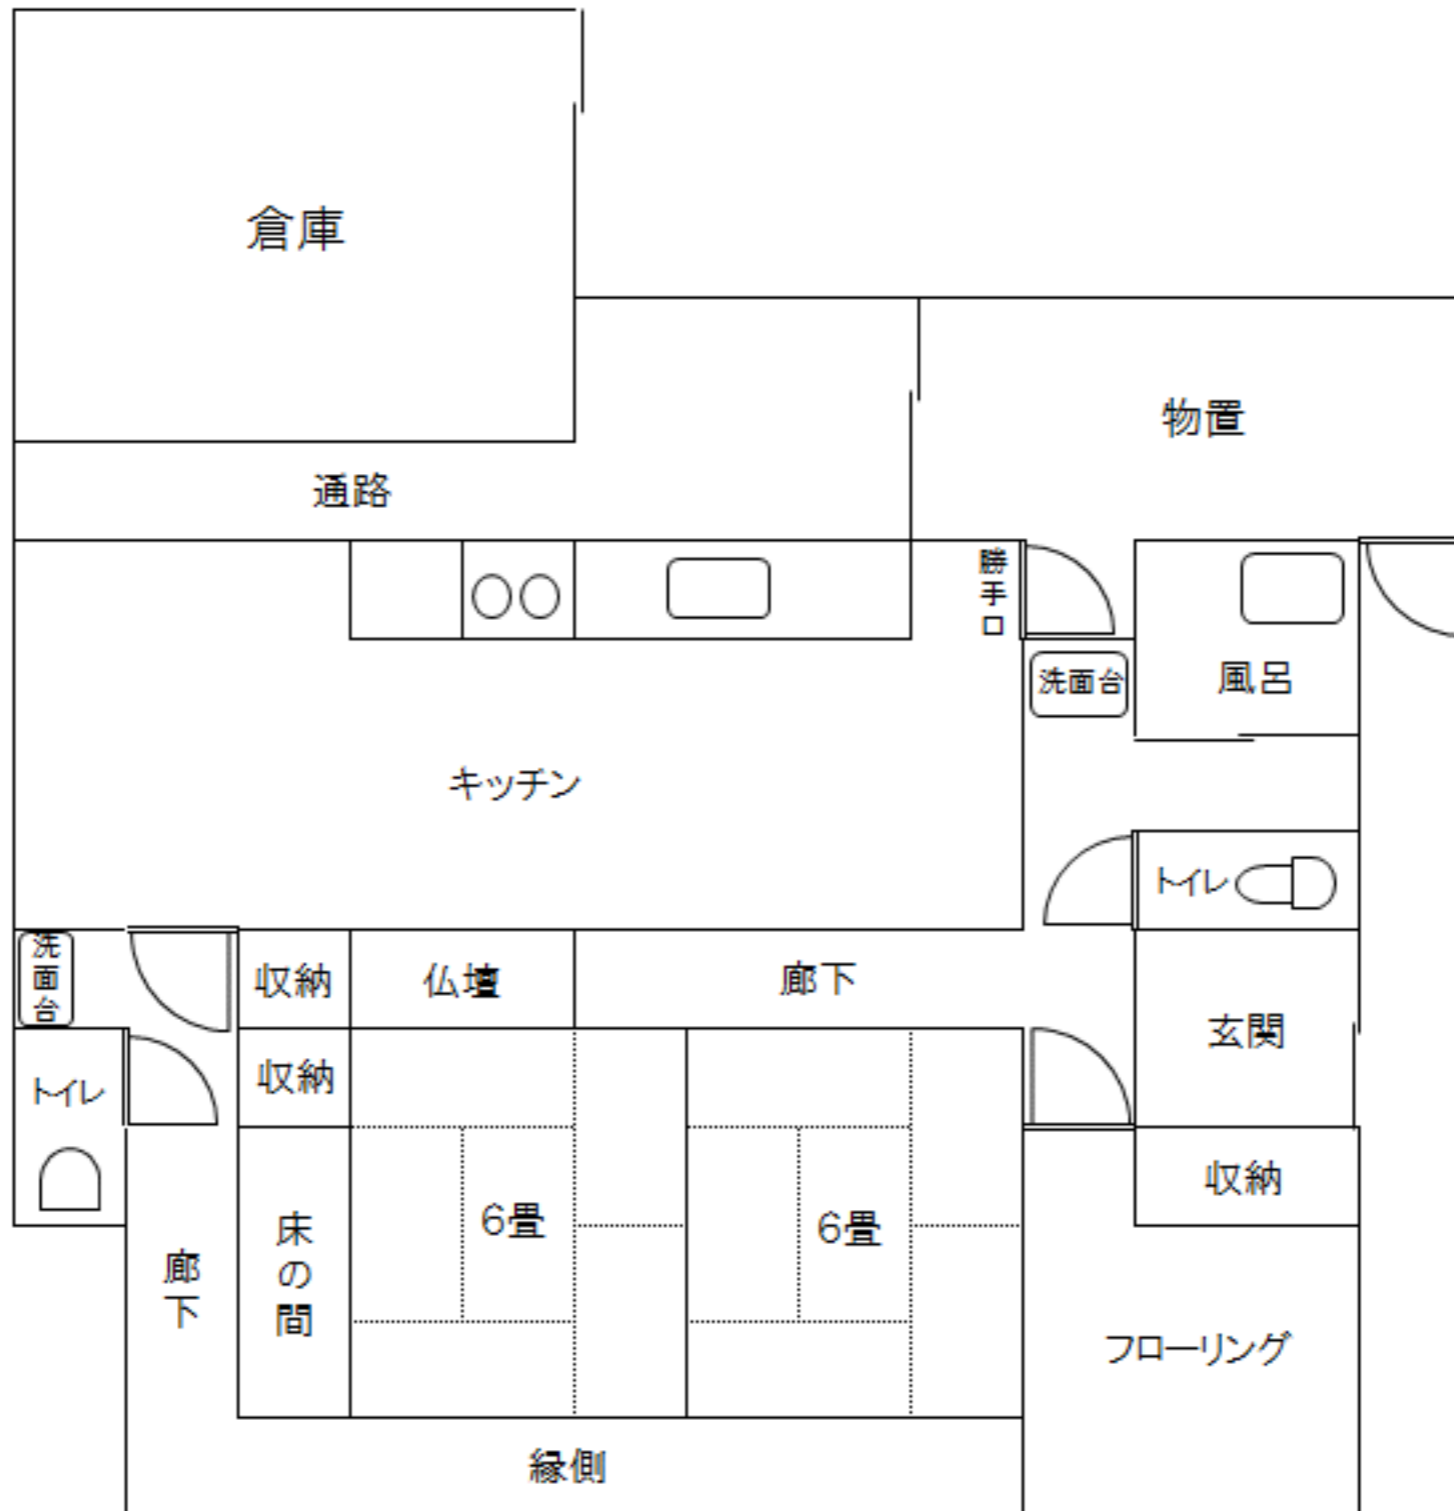 倉庫
物置
通路
勝手口
洗面台
風呂
キッチン
トイレ
洗面台
収納
仏壇
廊下
玄関
収納
トイレ
収納
6畳
6畳
床の間
廊下
フローリング
縁側